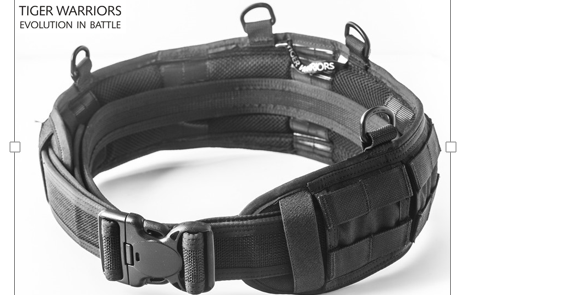 TIGER WARRIORS
EVOLUTION IN BATTLE